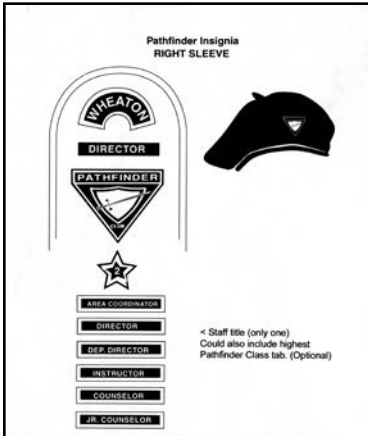 Pathfinder Insignia
RIGHT SLEEVE
WHEATON
DIRECTOR
PATHFINDER
CLUB
2
AREA COORDINATOR
DIRECTOR
DEP. DIRECTOR
INSTRUCTOR
COUNSELOR
JR. COUNSELOR
< Staff title (only one)
Could also include highest
Pathfinder Class tab. (Optional)